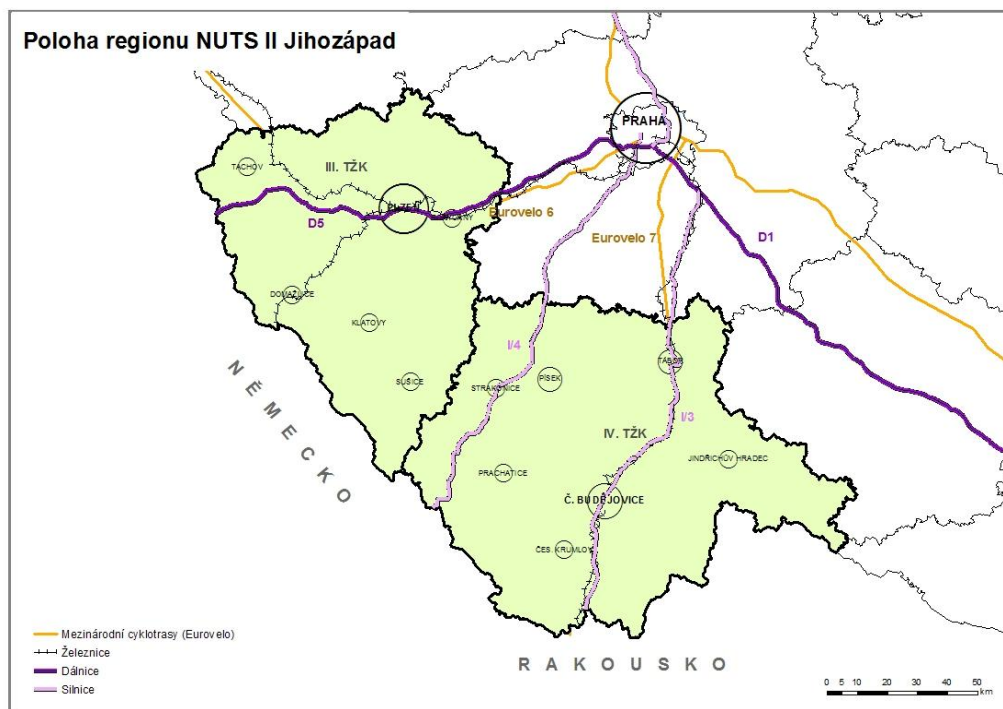 Poloha regionu NUTS II Jihozápad
PRAHA
TACHOV
III. TŽK
PLZEŇ
D5
Eurovelo 6
Eurovelo 7
D1
DOMAŽLICE
KLATOVY
I/4
TÁBOR
SUŠICE
STRAKONICE
PÍSEK
I/3
NĚMECKO
IV. TŽK
JINDŘICHŮV HRADEC
PRACHATICE
Č. BUDĚJOVICE
ČES. KRUMLOV
Mezinárodní cyklotrasy (Eurovelo)
Železnice
Dálnice
Silnice
RAKOUSKO
0 5 10 20 30 40 50
km